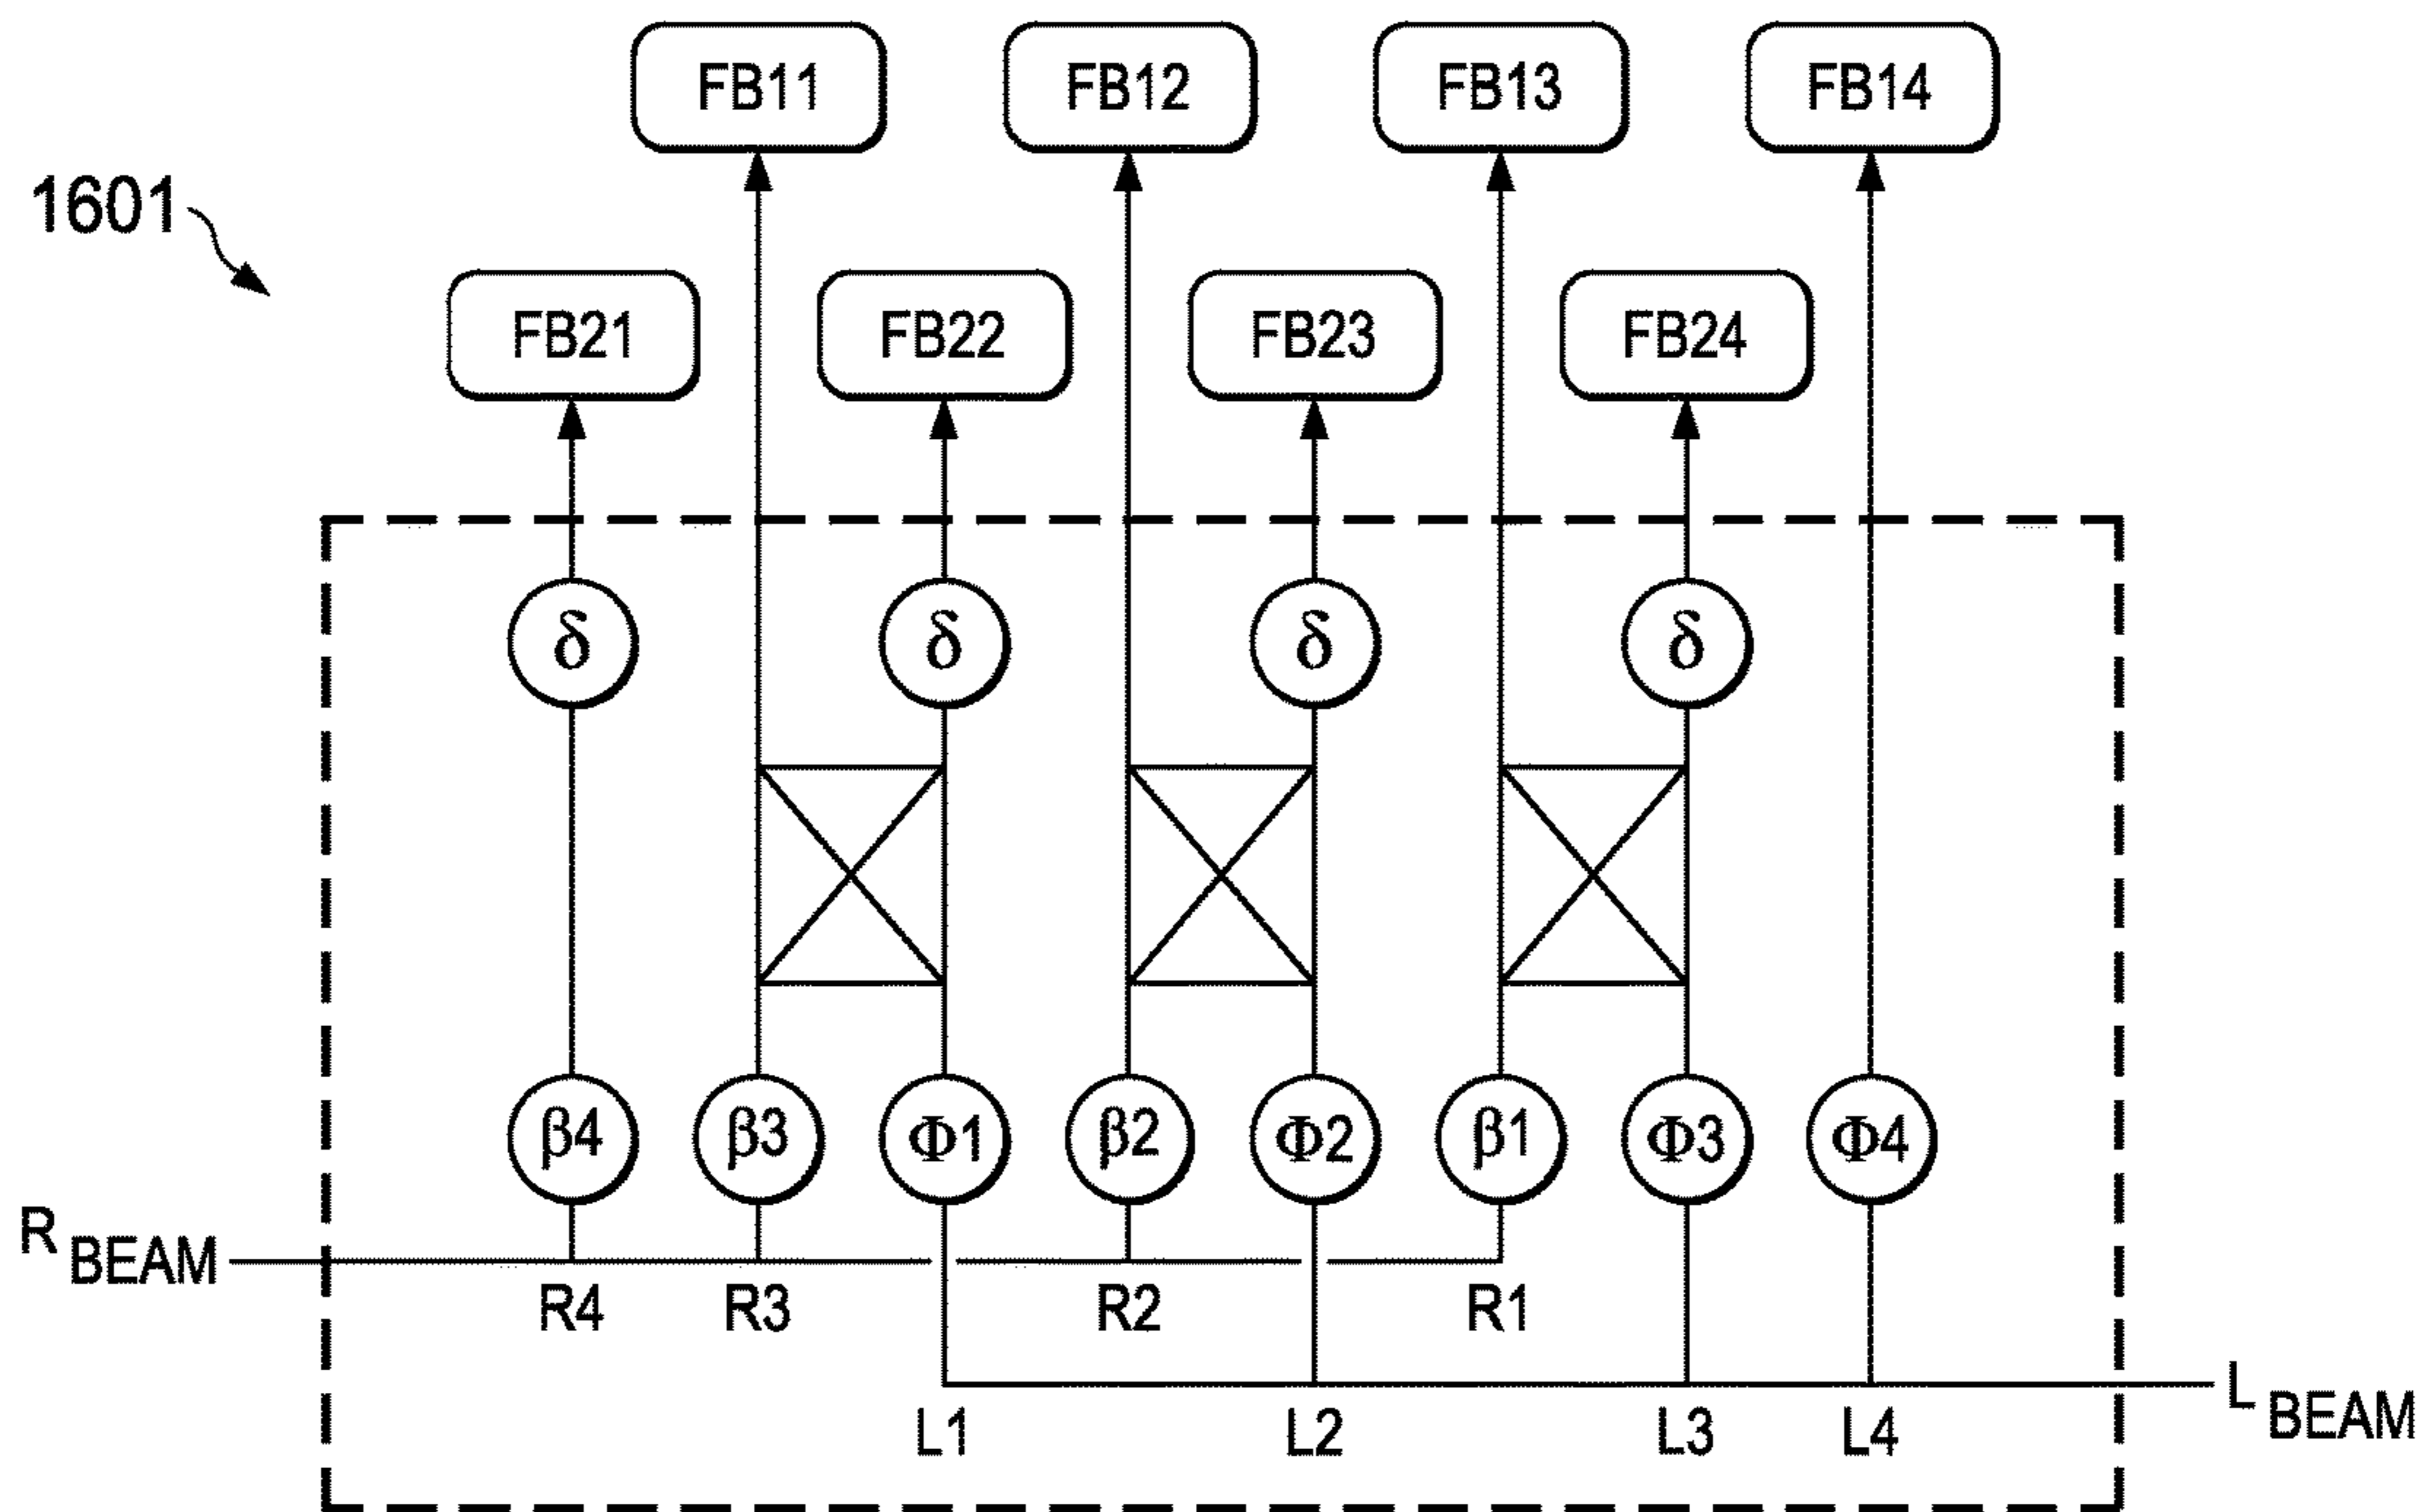 FB11 FB12 FB13 FB14
1601
FB21 FB22 FB23 FB24
δ δ δ δ
β4 β3 Φ1 β2 Φ2 β1 Φ3 Φ4
R BEAM
R4 R3 R2 R1
L BEAM
L1 L2 L3 L4